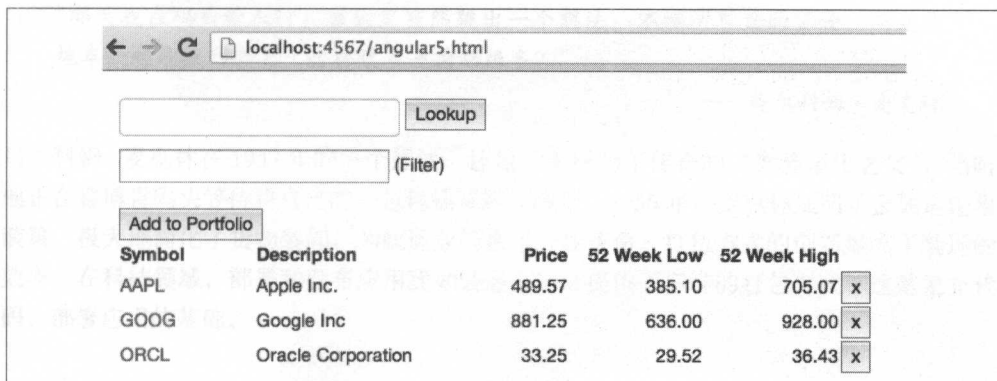 localhost:4567/angular5.html
Lookup
(Filter)
Add to Portfolio
Symbol Description Price 52 Week Low 52 Week High
AAPL Apple Inc. 489.57 385.10 705.07 x
GOOG Google Inc 881.25 636.00 928.00 x
ORCL Oracle Corporation 33.25 29.52 36.43 x